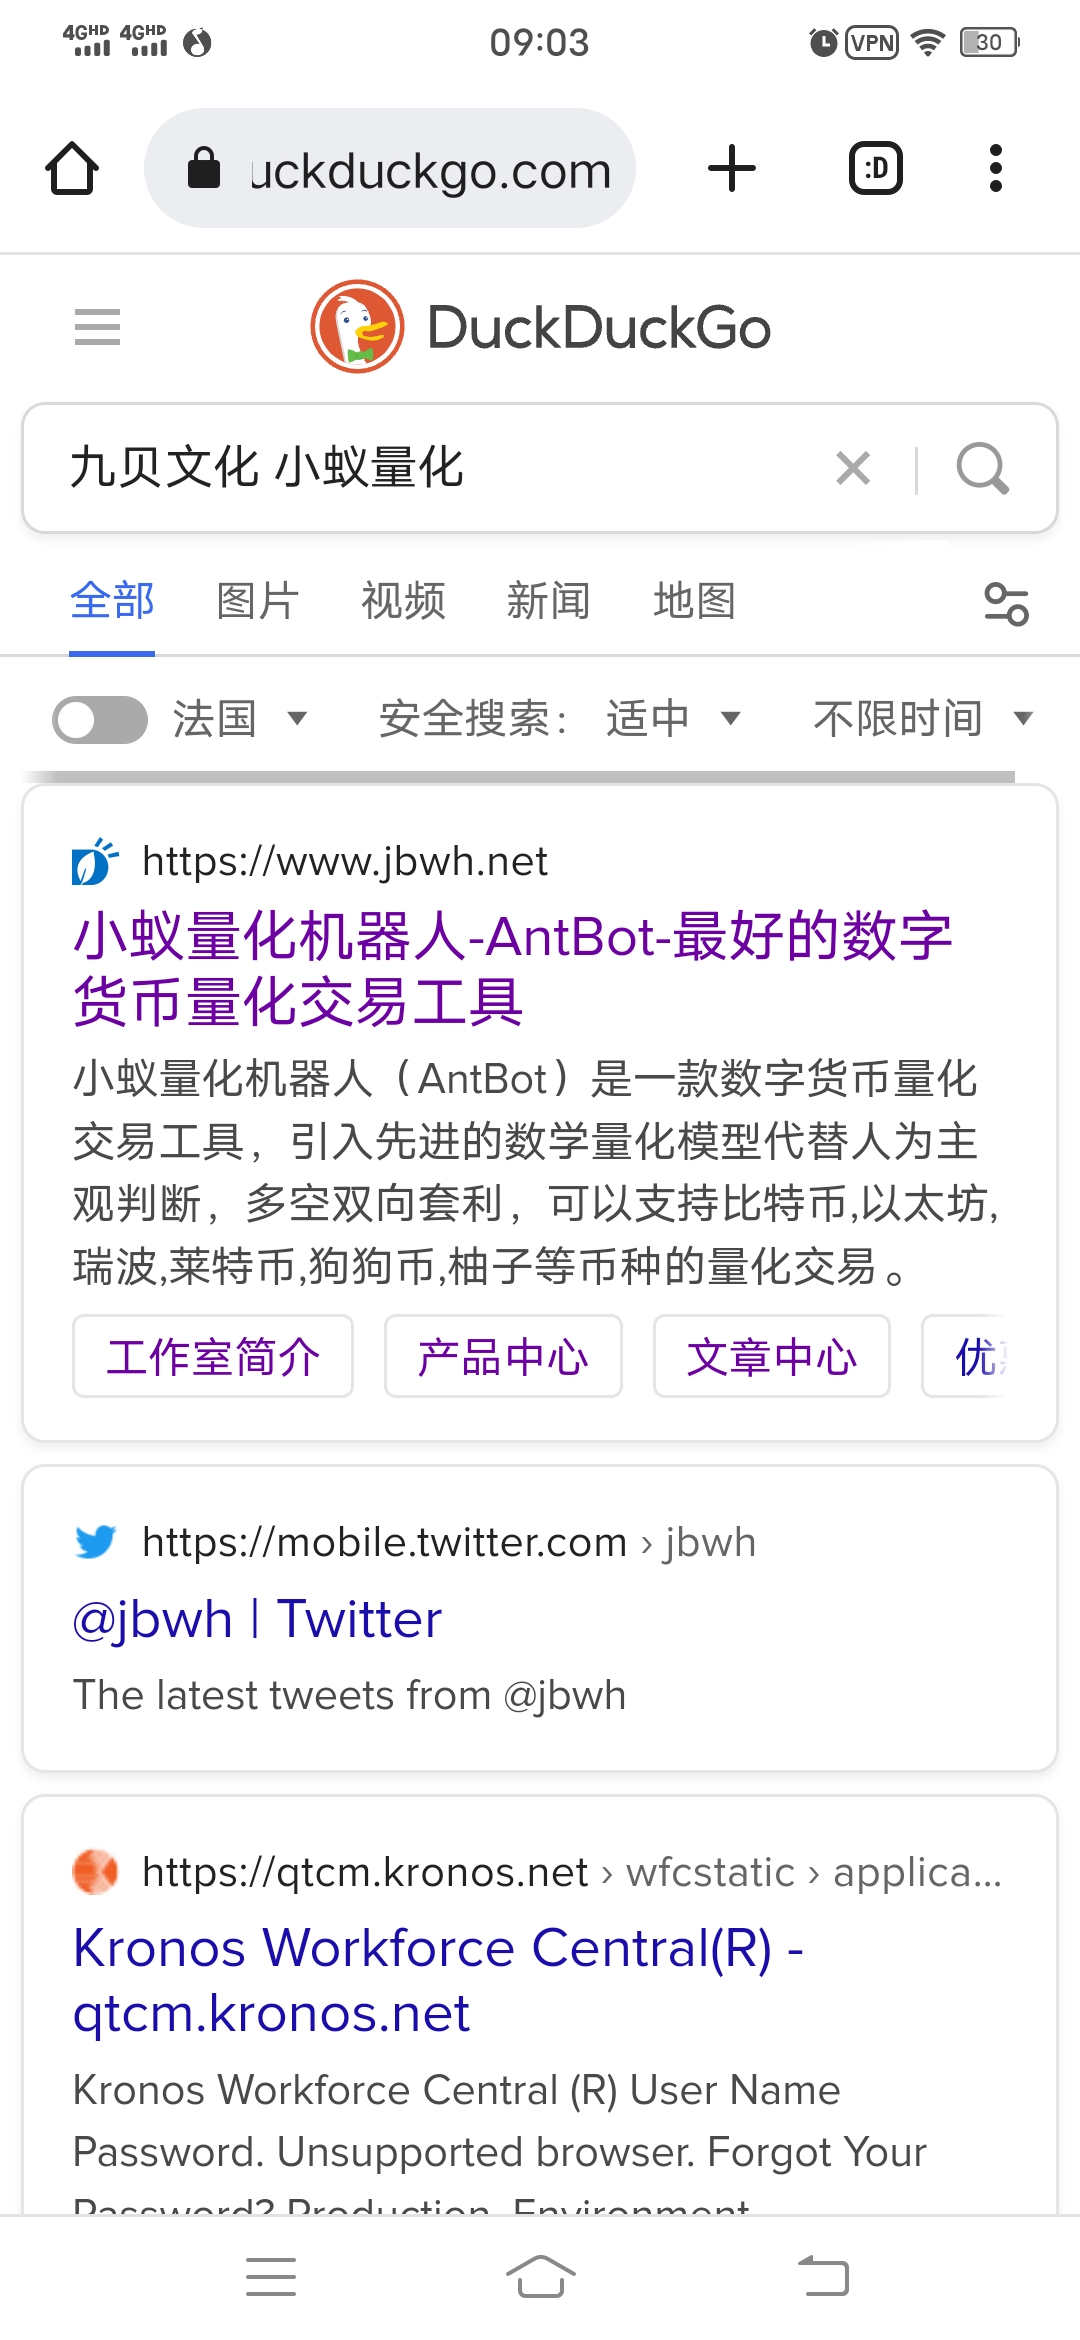 4GHD 4GHD 09:03 VPN 30
uckduckgo.com :D
DuckDuckGo
九贝文化 小蚁量化
全部 图片 视频 新闻 地图
法国 安全搜索： 适中 不限时间
https://www.jbwh.net
小蚁量化机器人-AntBot-最好的数字
货币量化交易工具
小蚁量化机器人（AntBot）是一款数字货币量化
交易工具，引入先进的数学量化模型代替人为主
观判断，多空双向套利，可以支持比特币,以太坊,
瑞波,莱特币,狗狗币,柚子等币种的量化交易。
工作室简介 产品中心 文章中心 优
https://mobile.twitter.com › jbwh
@jbwh | Twitter
The latest tweets from @jbwh
https://qtcm.kronos.net › wfcstatic › applica...
Kronos Workforce Central(R) -
qtcm.kronos.net
Kronos Workforce Central (R) User Name
Password. Unsupported browser. Forgot Your
Password? Production. Environment